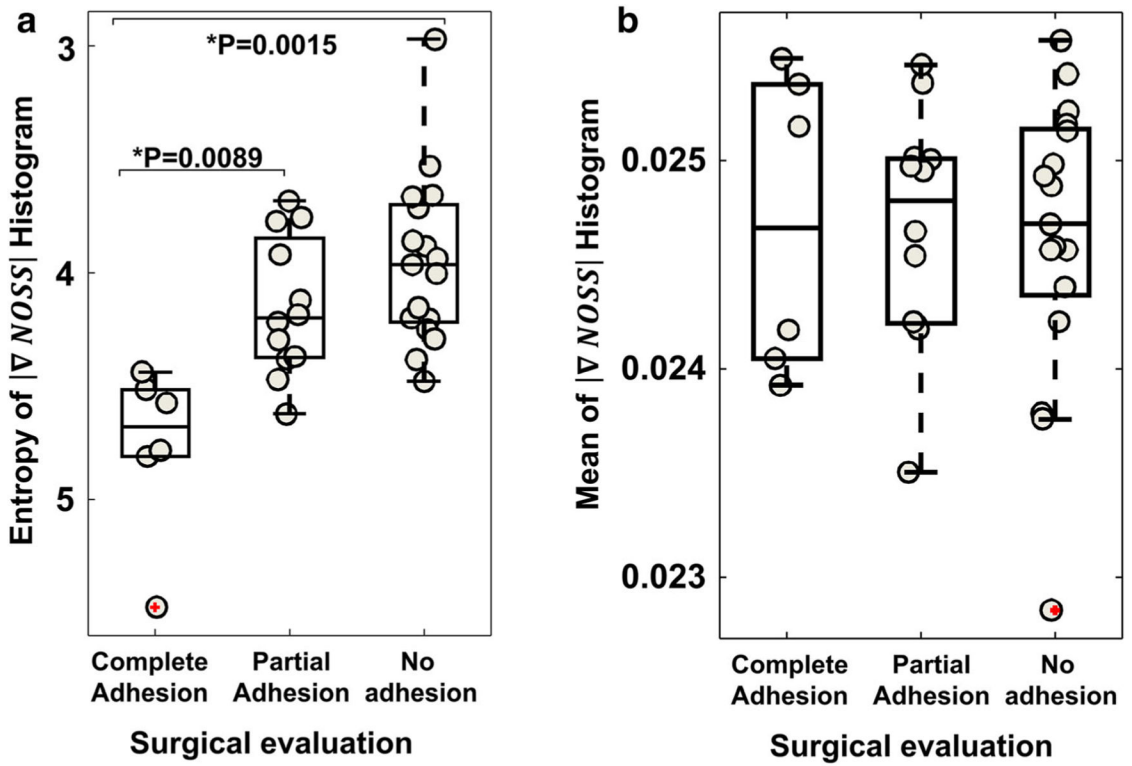 a
*P=0.0015
*P=0.0089
3
4
5
Entropy of |∇ NOSS| Histogram
Complete
Adhesion
Partial
Adhesion
No
adhesion
Surgical evaluation
b
0.025
0.024
0.023
Mean of |∇ NOSS| Histogram
Complete
Adhesion
Partial
Adhesion
No
adhesion
Surgical evaluation